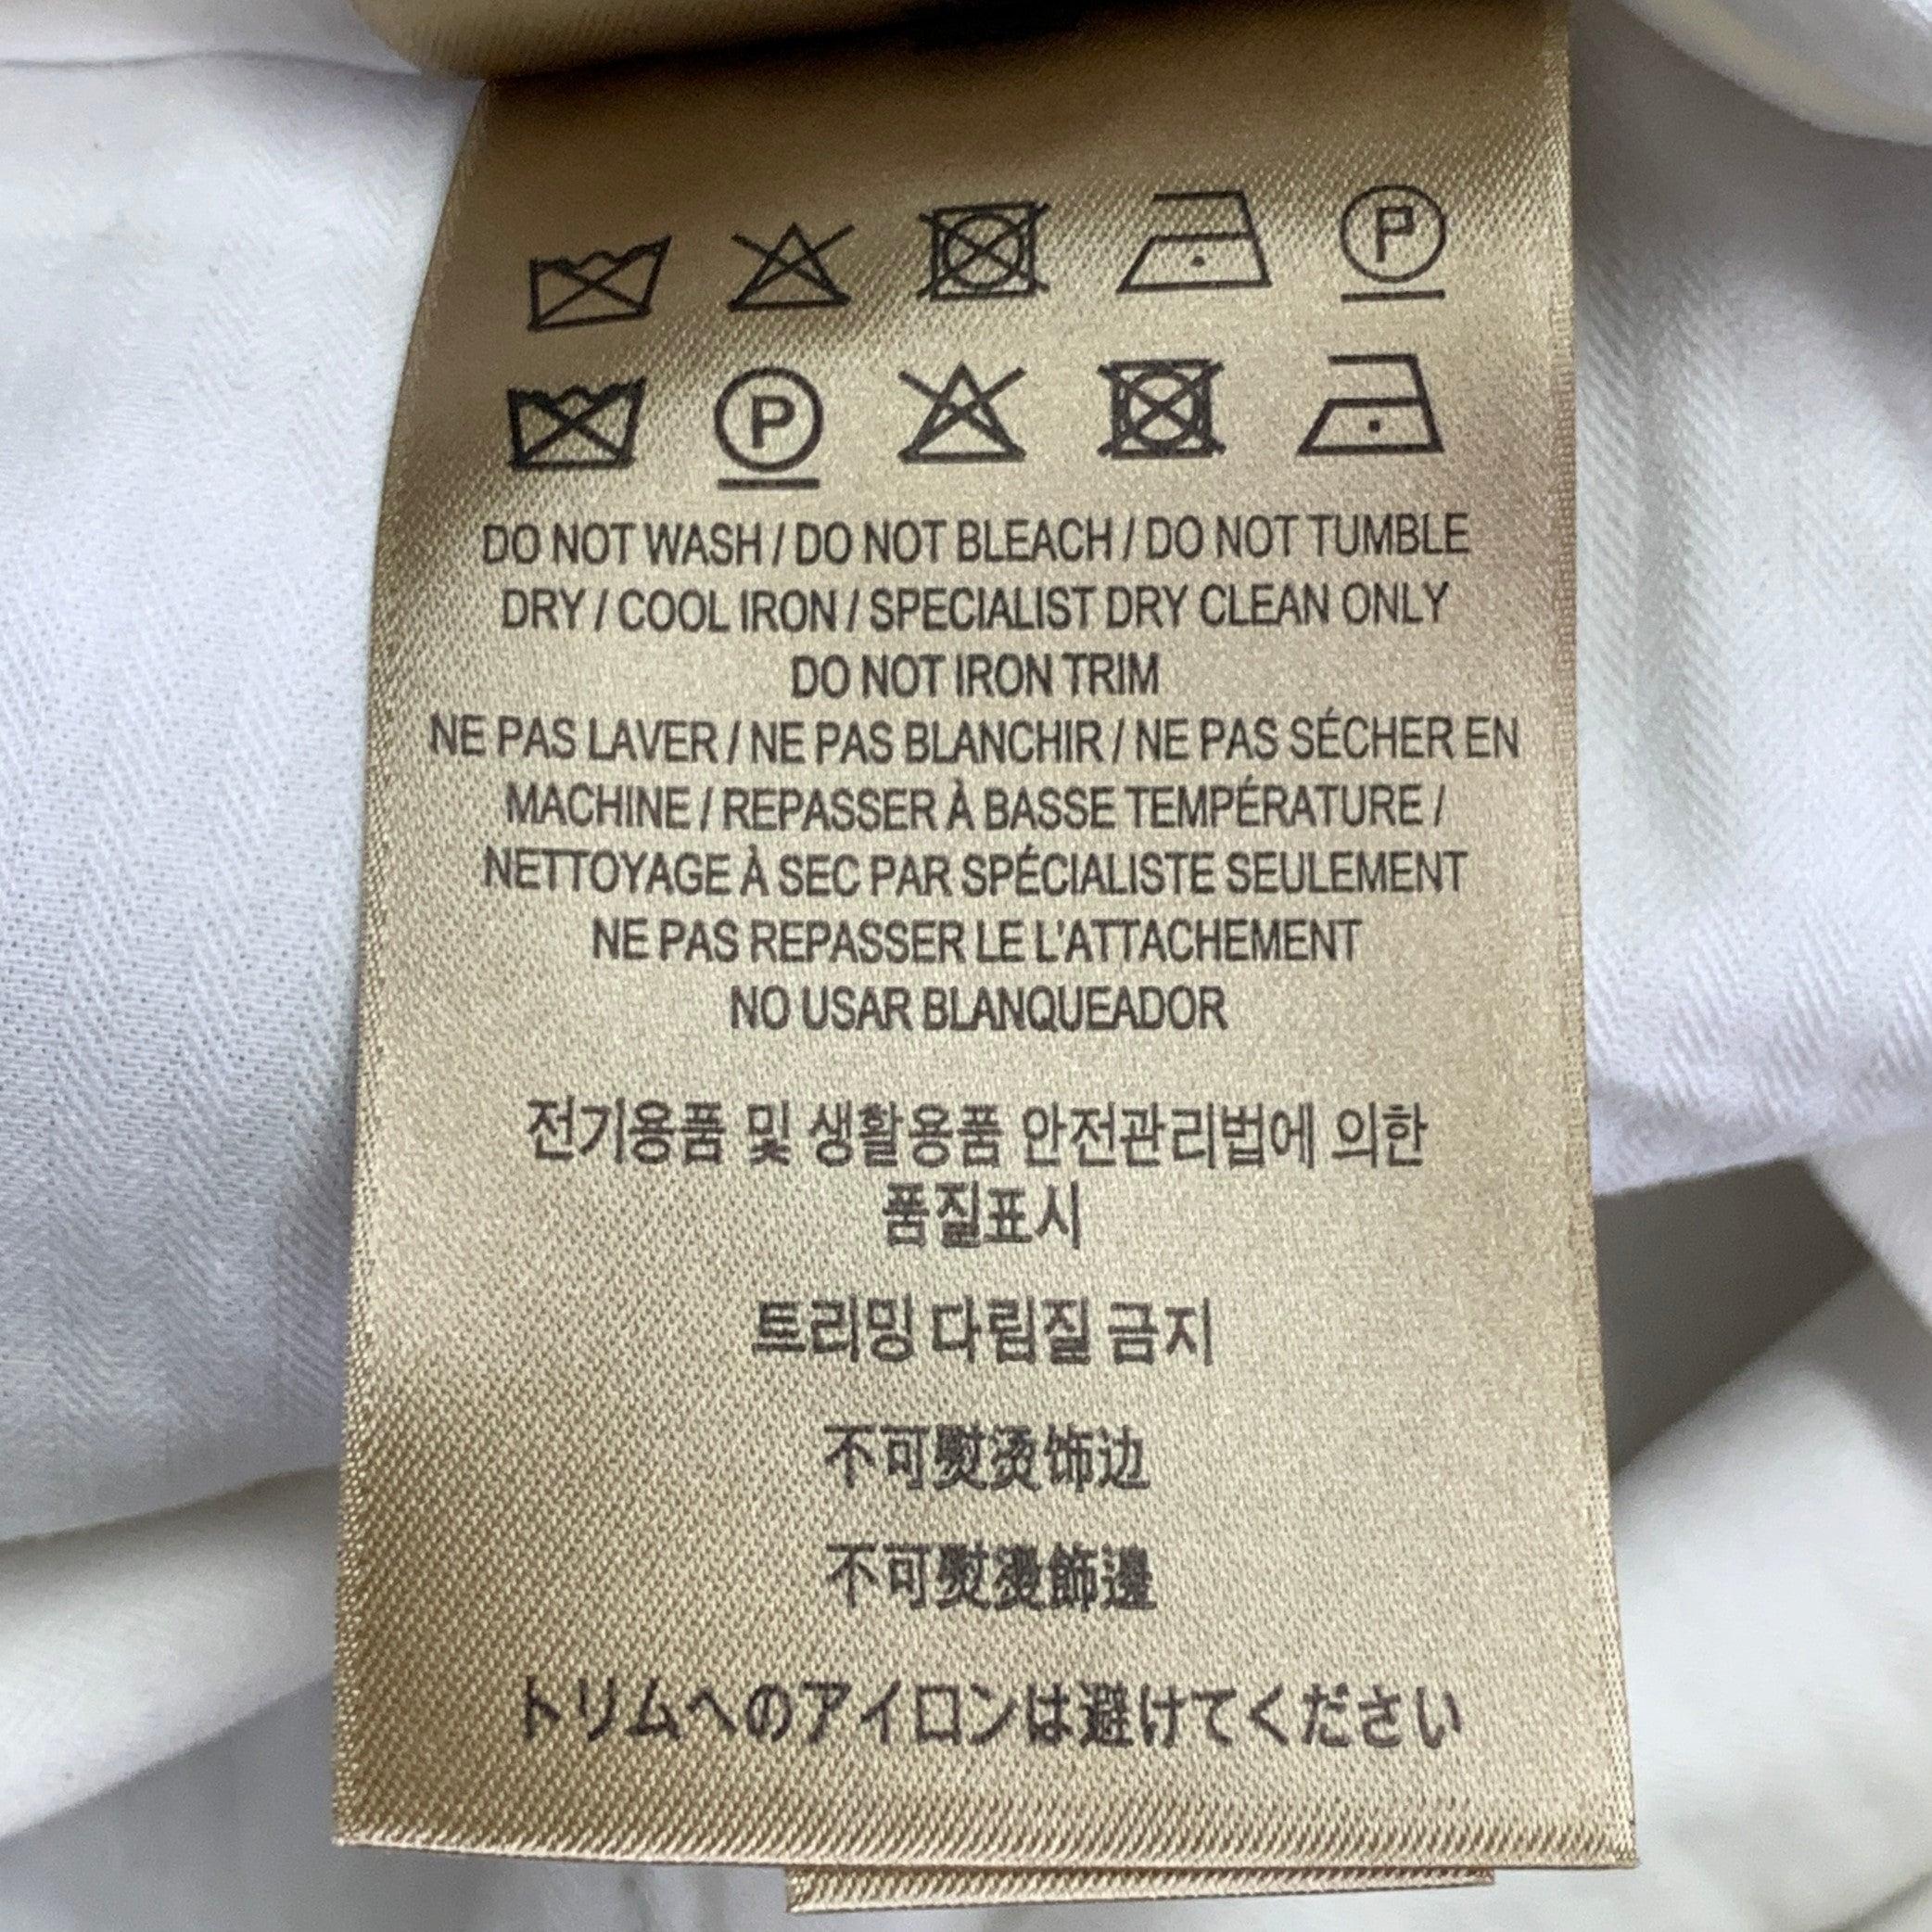 P
P
DO NOT WASH / DO NOT BLEACH / DO NOT TUMBLE
DRY / COOL IRON / SPECIALIST DRY CLEAN ONLY
DO NOT IRON TRIM
NE PAS LAVER / NE PAS BLANCHIR / NE PAS SÉCHER EN
MACHINE / REPASSER À BASSE TEMPÉRATURE /
NETTOYAGE À SEC PAR SPÉCIALISTE SEULEMENT
NE PAS REPASSER LE L'ATTACHEMENT
NO USAR BLANQUEADOR
전기용품 및 생활용품 안전관리법에 의한
품질표시
트리밍 다림질 금지
不可熨烫饰边
不可熨燙飾邊
トリムへのアイロンは避けてください